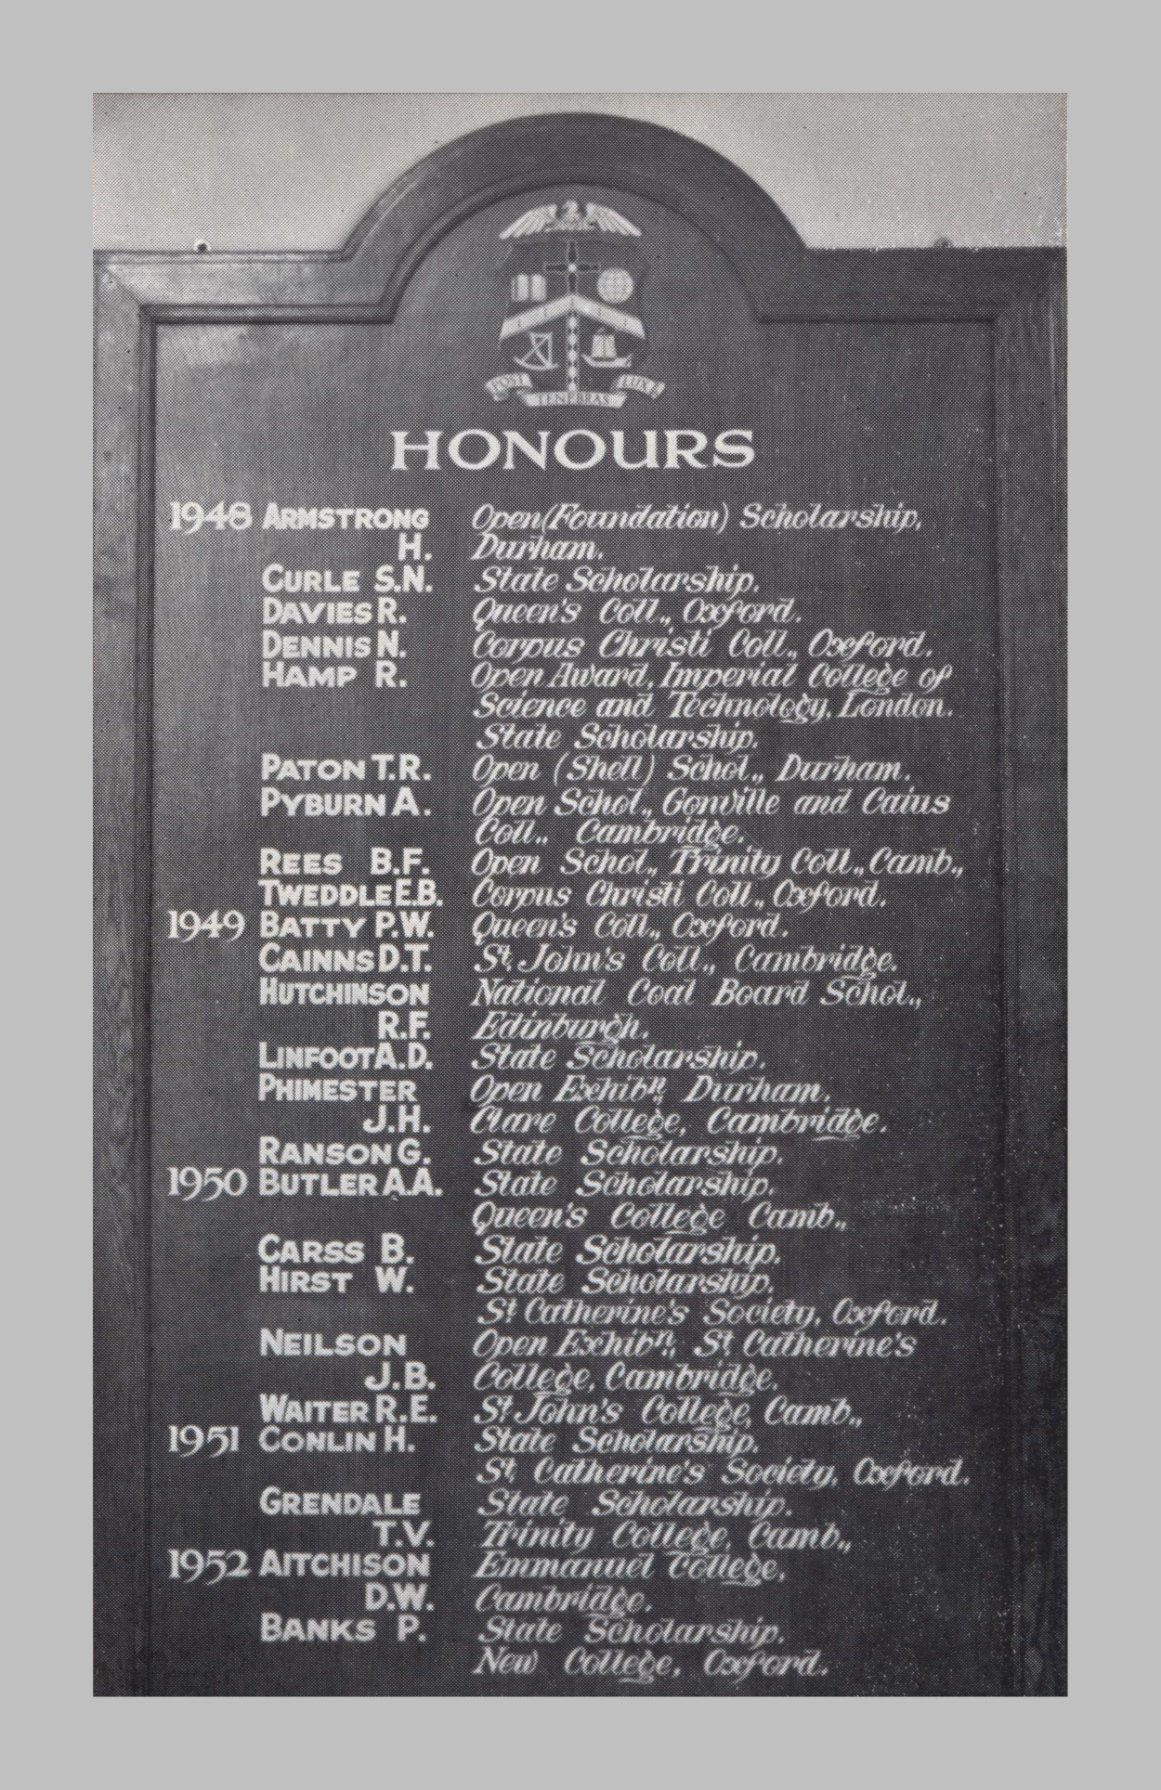 POST TENEBRAS LUX
HONOURS
1948 ARMSTRONG Open (Foundation) Scholarship,
H. Durham.
CURLE S.N. State Scholarship.
DAVIES R. Queen's Coll., Oxford.
DENNIS N. Corpus Christi Coll., Oxford.
HAMP R. Open Award, Imperial College of
Science and Technology, London.
State Scholarship.
PATON T.R. Open (Shell) Schol., Durham.
PYBURN A. Open Schol., Gonville and Caius
Coll., Cambridge.
REES B.F. Open Schol., Trinity Coll., Camb.,
TWEDDLE E.B. Corpus Christi Coll., Oxford.
1949 BATTY P.W. Queen's Coll., Oxford.
CAINNS D.T. St. John's Coll., Cambridge.
HUTCHINSON National Coal Board Schol.,
R.F. Edinburgh.
LINFOOT A.D. State Scholarship.
PHIMESTER Open Exhibn., Durham.
J.H. Clare College, Cambridge.
RANSON G. State Scholarship.
1950 BUTLER A.A. State Scholarship.
Queen's College Camb.,
CARSS B. State Scholarship.
HIRST W. State Scholarship.
St. Catherine's Society, Oxford.
NEILSON Open Exhibn., St. Catherine's
J.B. College, Cambridge.
WAITER R.E. St. John's College, Camb.,
1951 CONLIN H. State Scholarship.
St. Catherine's Society, Oxford.
GRENDALE State Scholarship.
T.V. Trinity College, Camb.,
1952 AITCHISON Emmanuel College,
D.W. Cambridge.
BANKS P. State Scholarship.
New College, Oxford.